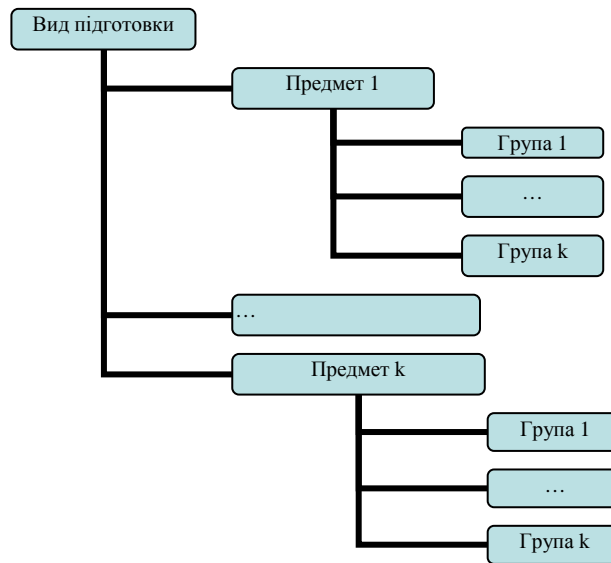 Вид підготовки
Предмет 1
Група 1
…
Група k
…
Предмет k
Група 1
…
Група k